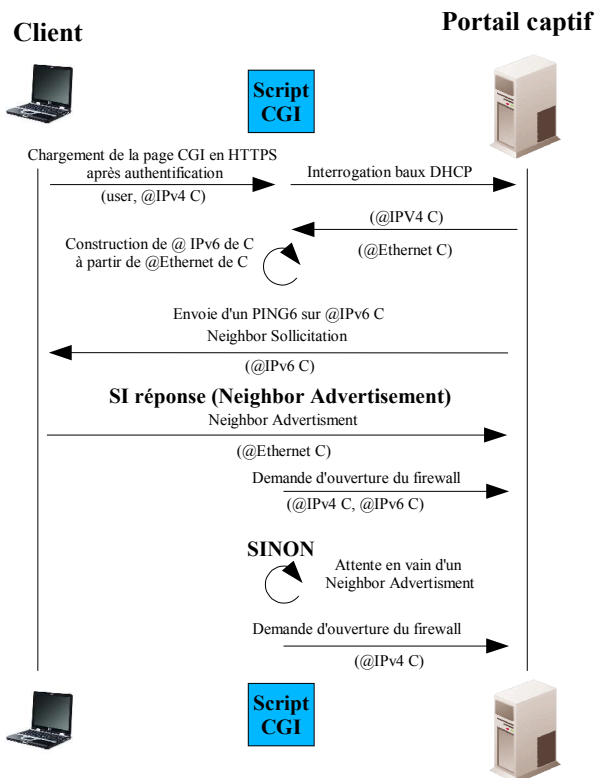 Client
Portail captif
Script
CGI
Chargement de la page CGI en HTTPS
après authentification
(user, @IPv4 C)
Interrogation baux DHCP
(@IPV4 C)
(@Ethernet C)
Construction de @ IPv6 de C
à partir de @Ethernet de C
Envoie d'un PING6 sur @IPv6 C
Neighbor Sollicitation
(@IPv6 C)
SI réponse (Neighbor Advertisement)
Neighbor Advertisment
(@Ethernet C)
Demande d'ouverture du firewall
(@IPv4 C, @IPv6 C)
SINON
Attente en vain d'un
Neighbor Advertisment
Demande d'ouverture du firewall
(@IPv4 C)
Script
CGI